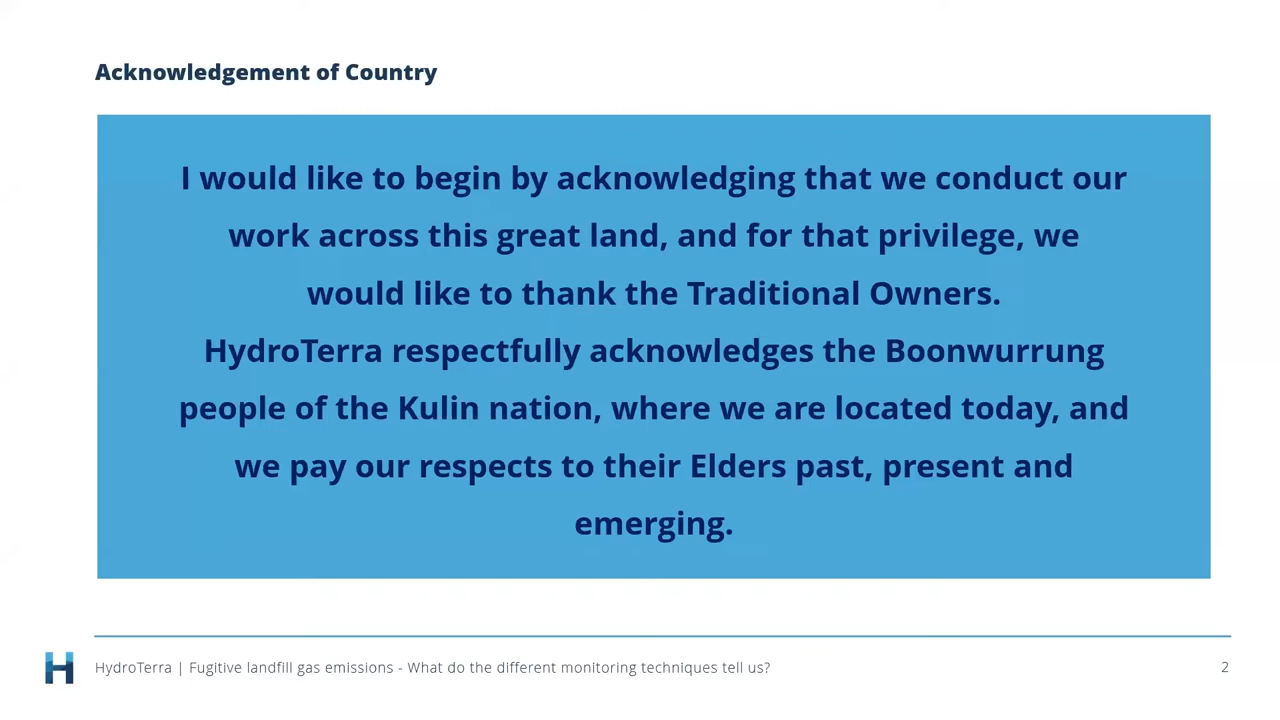 Acknowledgement of Country
I would like to begin by acknowledging that we conduct our
work across this great land, and for that privilege, we
would like to thank the Traditional Owners.
HydroTerra respectfully acknowledges the Boonwurrung
people of the Kulin nation, where we are located today, and
we pay our respects to their Elders past, present and
emerging.
HydroTerra | Fugitive landfill gas emissions - What do the different monitoring techniques tell us?
2